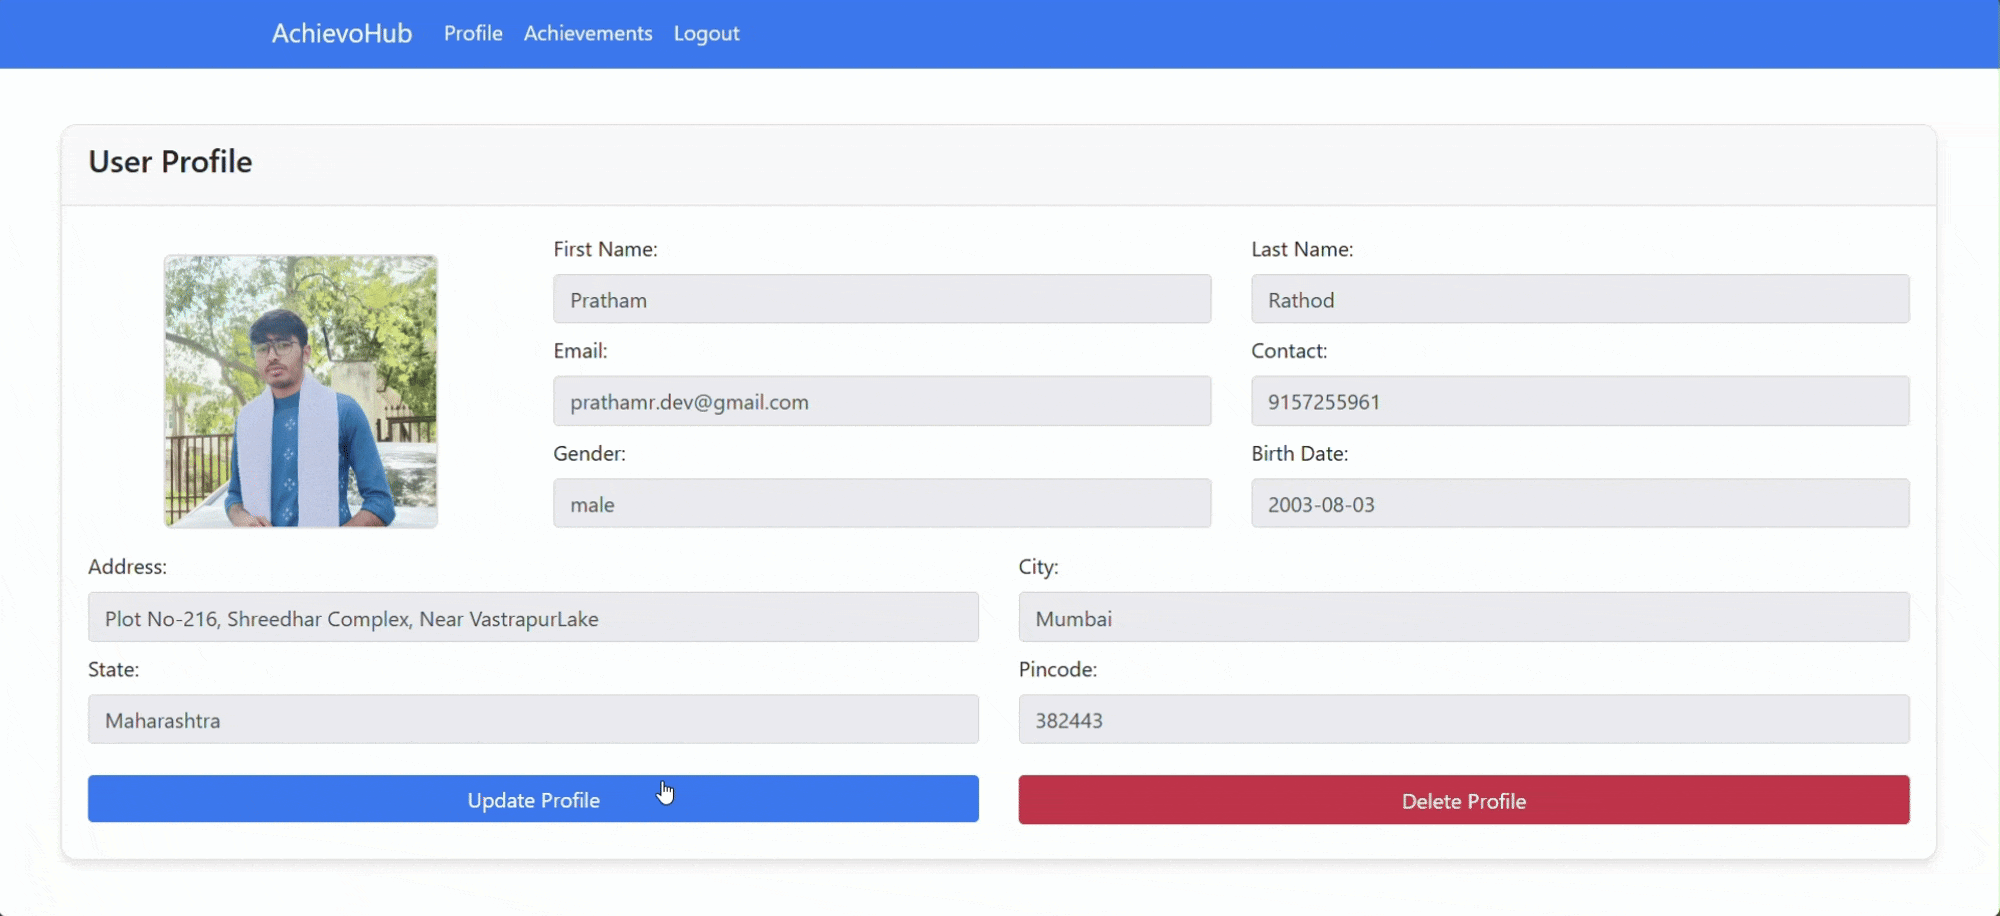 AchievoHub Profile Achievements Logout
User Profile
First Name: Last Name:
Pratham Rathod
Email: Contact:
prathamr.dev@gmail.com 9157255961
Gender: Birth Date:
male 2003-08-03
Address: City:
Plot No-216, Shreedhar Complex, Near VastrapurLake Mumbai
State: Pincode:
Maharashtra 382443
Update Profile Delete Profile